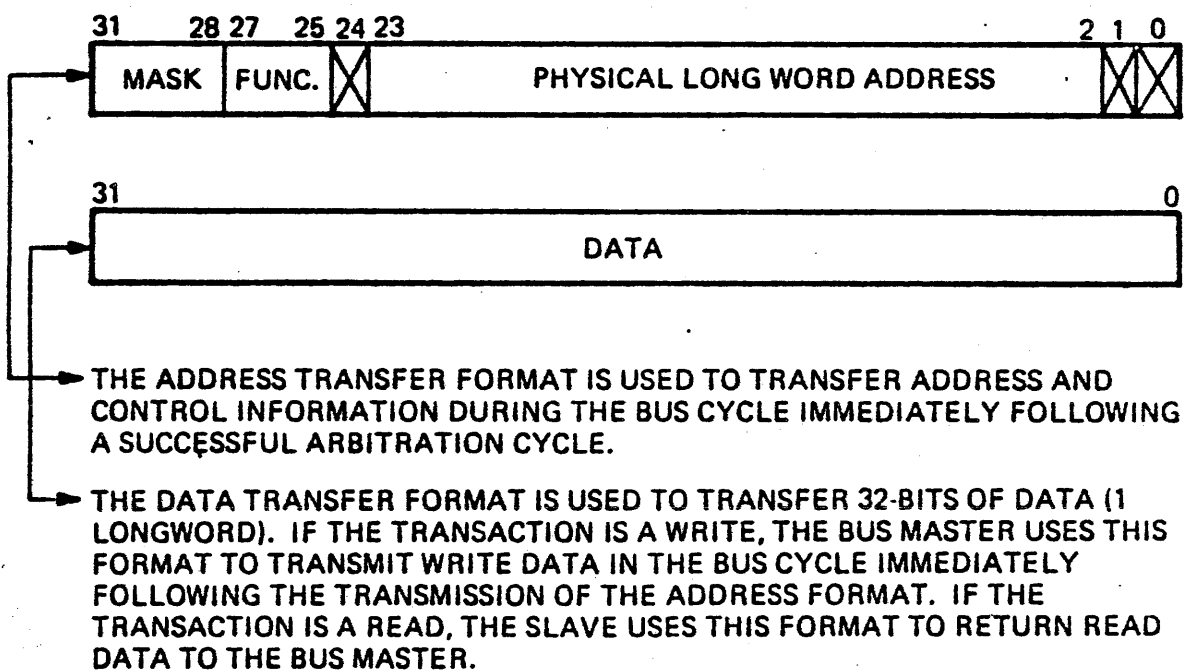 31 28 27 25 24 23 2 1 0
MASK FUNC. PHYSICAL LONG WORD ADDRESS
31 0
DATA
THE ADDRESS TRANSFER FORMAT IS USED TO TRANSFER ADDRESS AND
CONTROL INFORMATION DURING THE BUS CYCLE IMMEDIATELY FOLLOWING
A SUCCESSFUL ARBITRATION CYCLE.
THE DATA TRANSFER FORMAT IS USED TO TRANSFER 32-BITS OF DATA (1
LONGWORD). IF THE TRANSACTION IS A WRITE, THE BUS MASTER USES THIS
FORMAT TO TRANSMIT WRITE DATA IN THE BUS CYCLE IMMEDIATELY
FOLLOWING THE TRANSMISSION OF THE ADDRESS FORMAT. IF THE
TRANSACTION IS A READ, THE SLAVE USES THIS FORMAT TO RETURN READ
DATA TO THE BUS MASTER.